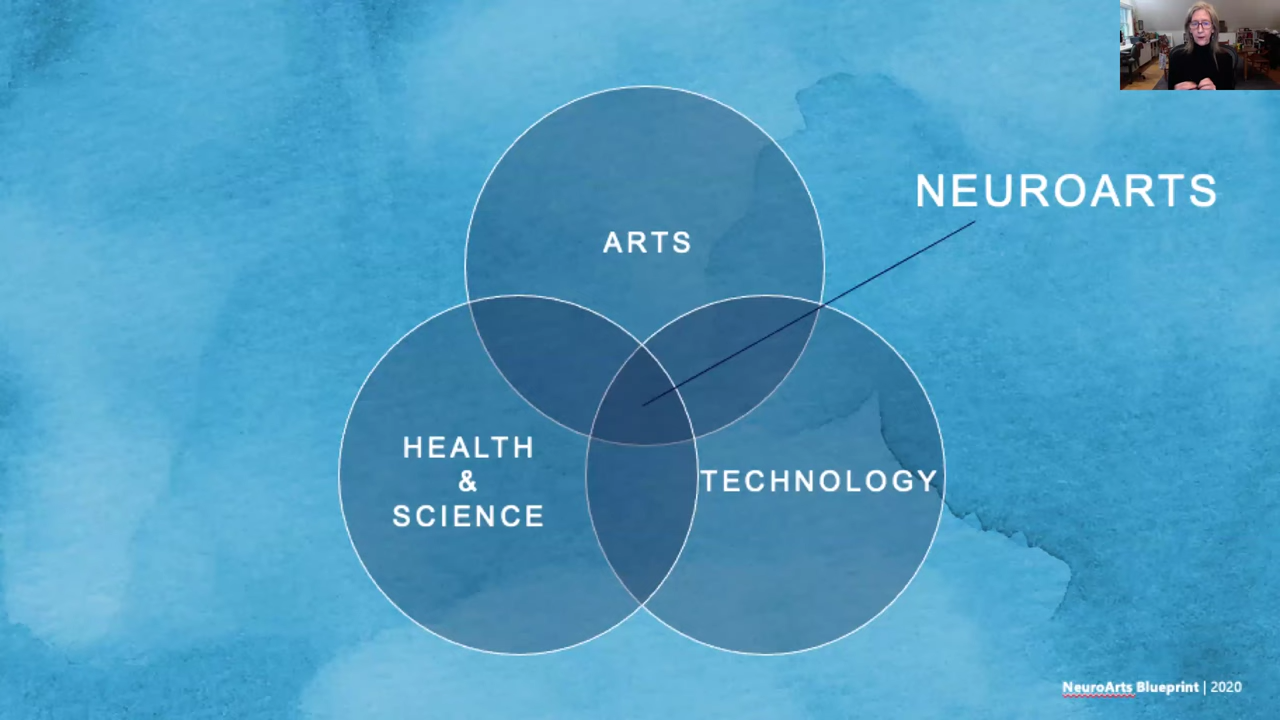 NEUROARTS
ARTS
HEALTH
&
SCIENCE
TECHNOLOGY
NeuroArts Blueprint | 2020